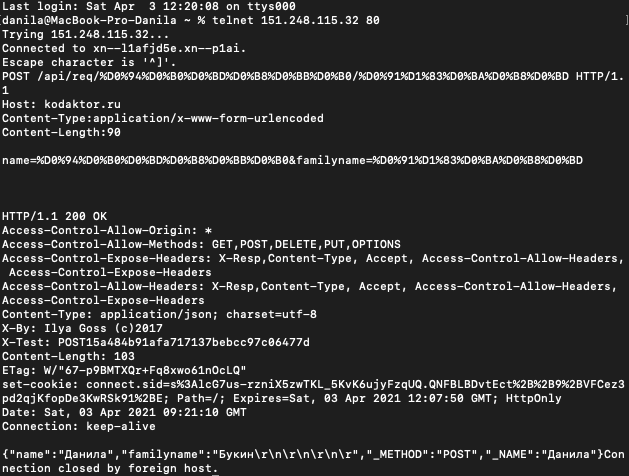 Last login: Sat Apr  3 12:20:08 on ttys000
[danila@MacBook-Pro-Danila ~ % telnet 151.248.115.32 80 ]
Trying 151.248.115.32...
Connected to xn--l1afjd5e.xn--p1ai.
Escape character is '^]'.
POST /api/req/%D0%94%D0%B0%D0%BD%D0%B8%D0%BB%D0%B0/%D0%91%D1%83%D0%BA%D0%B8%D0%BD HTTP/1.
1
Host: kodaktor.ru
Content-Type:application/x-www-form-urlencoded
Content-Length:90

name=%D0%94%D0%B0%D0%BD%D0%B8%D0%BB%D0%B0&familyname=%D0%91%D1%83%D0%BA%D0%B8%D0%BD

HTTP/1.1 200 OK
Access-Control-Allow-Origin: *
Access-Control-Allow-Methods: GET,POST,DELETE,PUT,OPTIONS
Access-Control-Expose-Headers: X-Resp,Content-Type, Accept, Access-Control-Allow-Headers,
 Access-Control-Expose-Headers
Access-Control-Allow-Headers: X-Resp,Content-Type, Accept, Access-Control-Allow-Headers,
Access-Control-Expose-Headers
Content-Type: application/json; charset=utf-8
X-By: Ilya Goss (c)2017
X-Test: POST15a484b91afa717137bebcc97c06477d
Content-Length: 103
ETag: W/"67-p9BMTXQr+Fq8xwo61nOcLQ"
set-cookie: connect.sid=s%3AlcG7us-rzniX5zwTKL_5KvK6ujyFzqUQ.QNFBLBDvtEct%2B%2B9%2BVFCez3
pd2qjKfopDe3KwRSk91%2BE; Path=/; Expires=Sat, 03 Apr 2021 12:07:50 GMT; HttpOnly
Date: Sat, 03 Apr 2021 09:21:10 GMT
Connection: keep-alive

{"name":"Данила","familyname":"Букин\r\n\r\n\r\n\r","_METHOD":"POST","_NAME":"Данила"}Con
nection closed by foreign host.